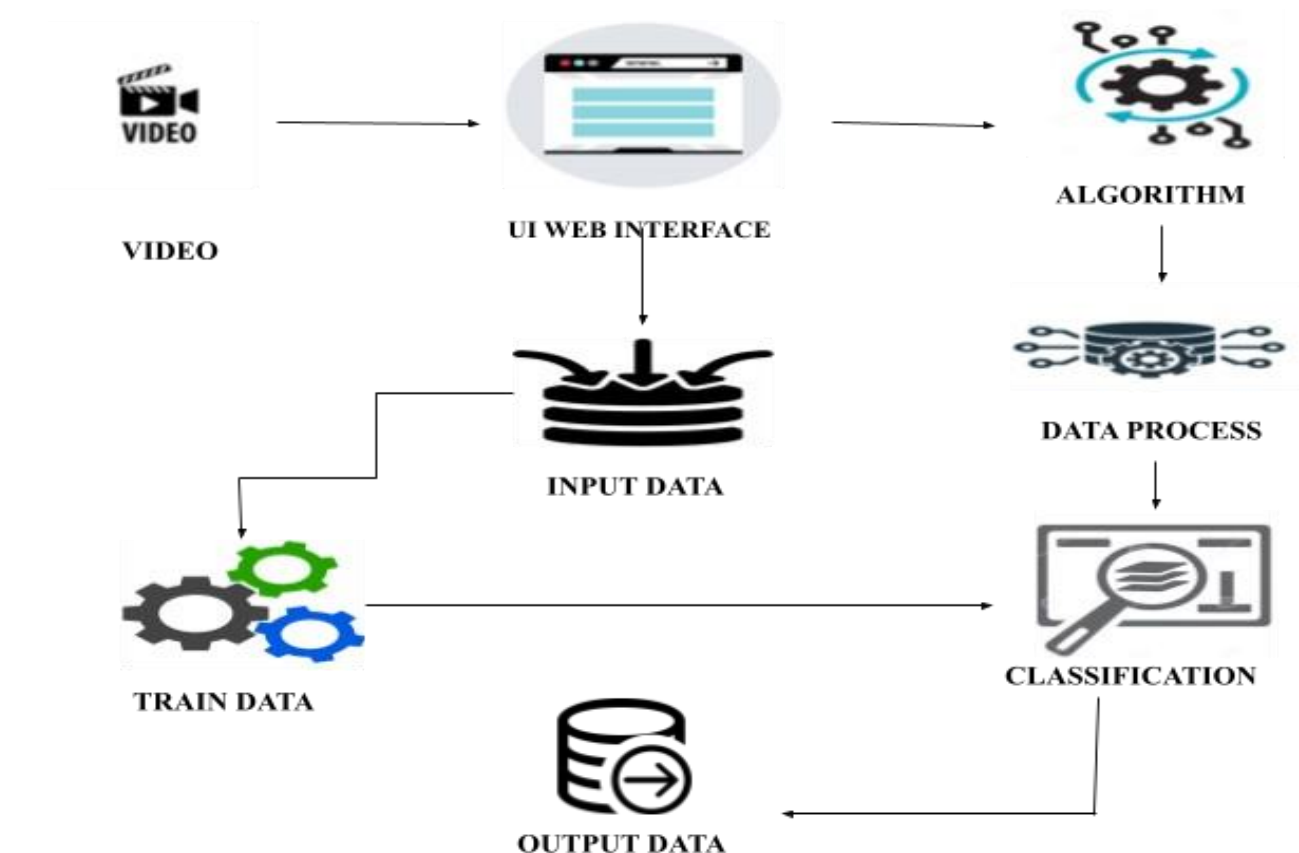 VIDEO
VIDEO
UI WEB INTERFACE
ALGORITHM
INPUT DATA
DATA PROCESS
TRAIN DATA
CLASSIFICATION
OUTPUT DATA